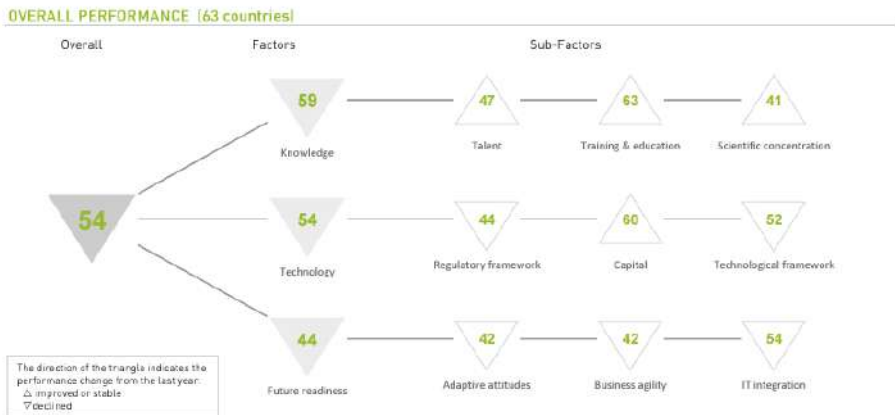 OVERALL PERFORMANCE (63 countries)
Overall Factors Sub-Factors
59 47 63 41
Knowledge Talent Training & education Scientific concentration
54 54 44 60 52
Technology Regulatory framework Capital Technological framework
44 42 42 54
Future readiness Adaptive attitudes Business agility IT integration
The direction of the triangle indicates the
performance change from the last year.
△ improved or stable
▽ declined